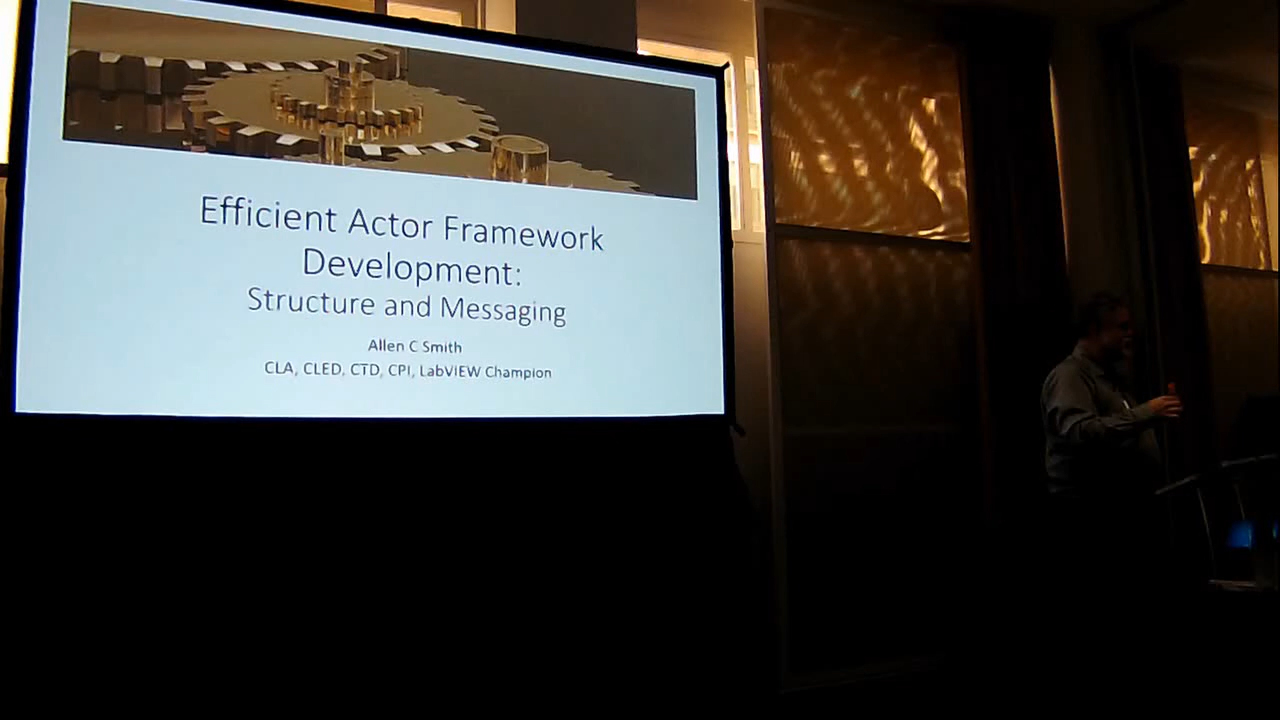 Efficient Actor Framework
Development:
Structure and Messaging
Allen C Smith
CLA, CLED, CTD, CPI, LabVIEW Champion